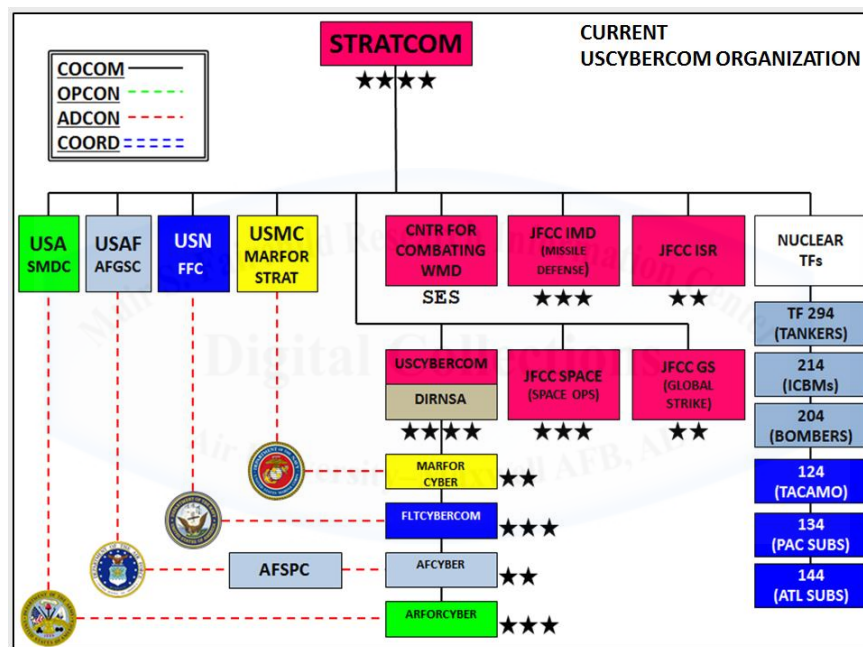 STRATCOM
★★★★
CURRENT
USCYBERCOM ORGANIZATION
COCOM
OPCON
ADCON
COORD
USA
SMDC
USAF
AFGSC
USN
FFC
USMC
MARFOR
STRAT
CNTR FOR
COMBATING
WMD
SES
JFCC IMD
(MISSILE
DEFENSE)
★★★
JFCC ISR
★★
NUCLEAR
TFs
TF 294
(TANKERS)
214
(ICBMs)
204
(BOMBERS)
124
(TACAMO)
134
(PAC SUBS)
144
(ATL SUBS)
USCYBERCOM
DIRNSA
★★★★
JFCC SPACE
(SPACE OPS)
★★★
JFCC GS
(GLOBAL
STRIKE)
★★
MARFOR
CYBER
★★
FLTCYBERCOM
★★★
AFSPC
AFCYBER
★★
ARFORCYBER
★★★
Digital Collections